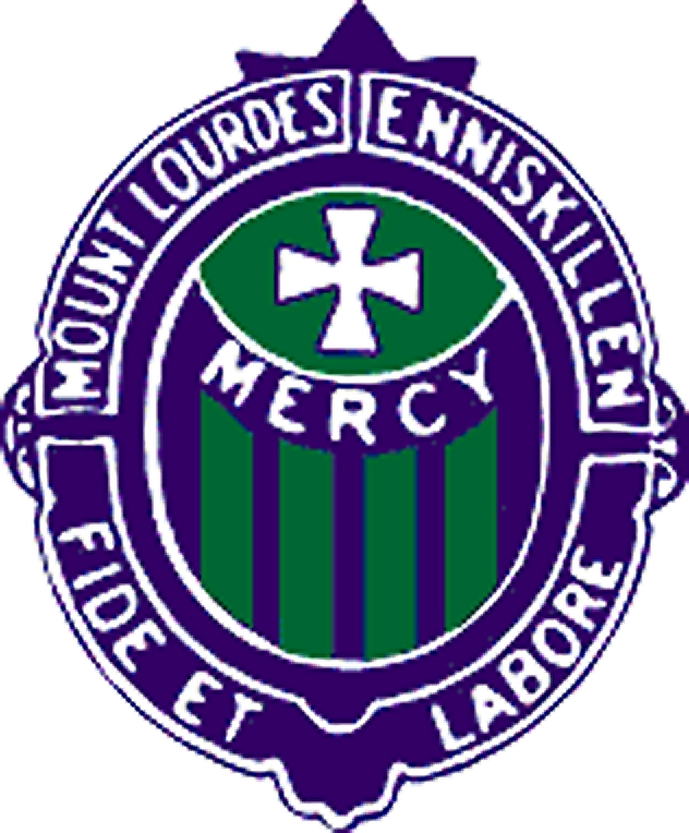 MOUNT LOURDES
ENNISKILLEN
MERCY
FIDE ET
LABORE